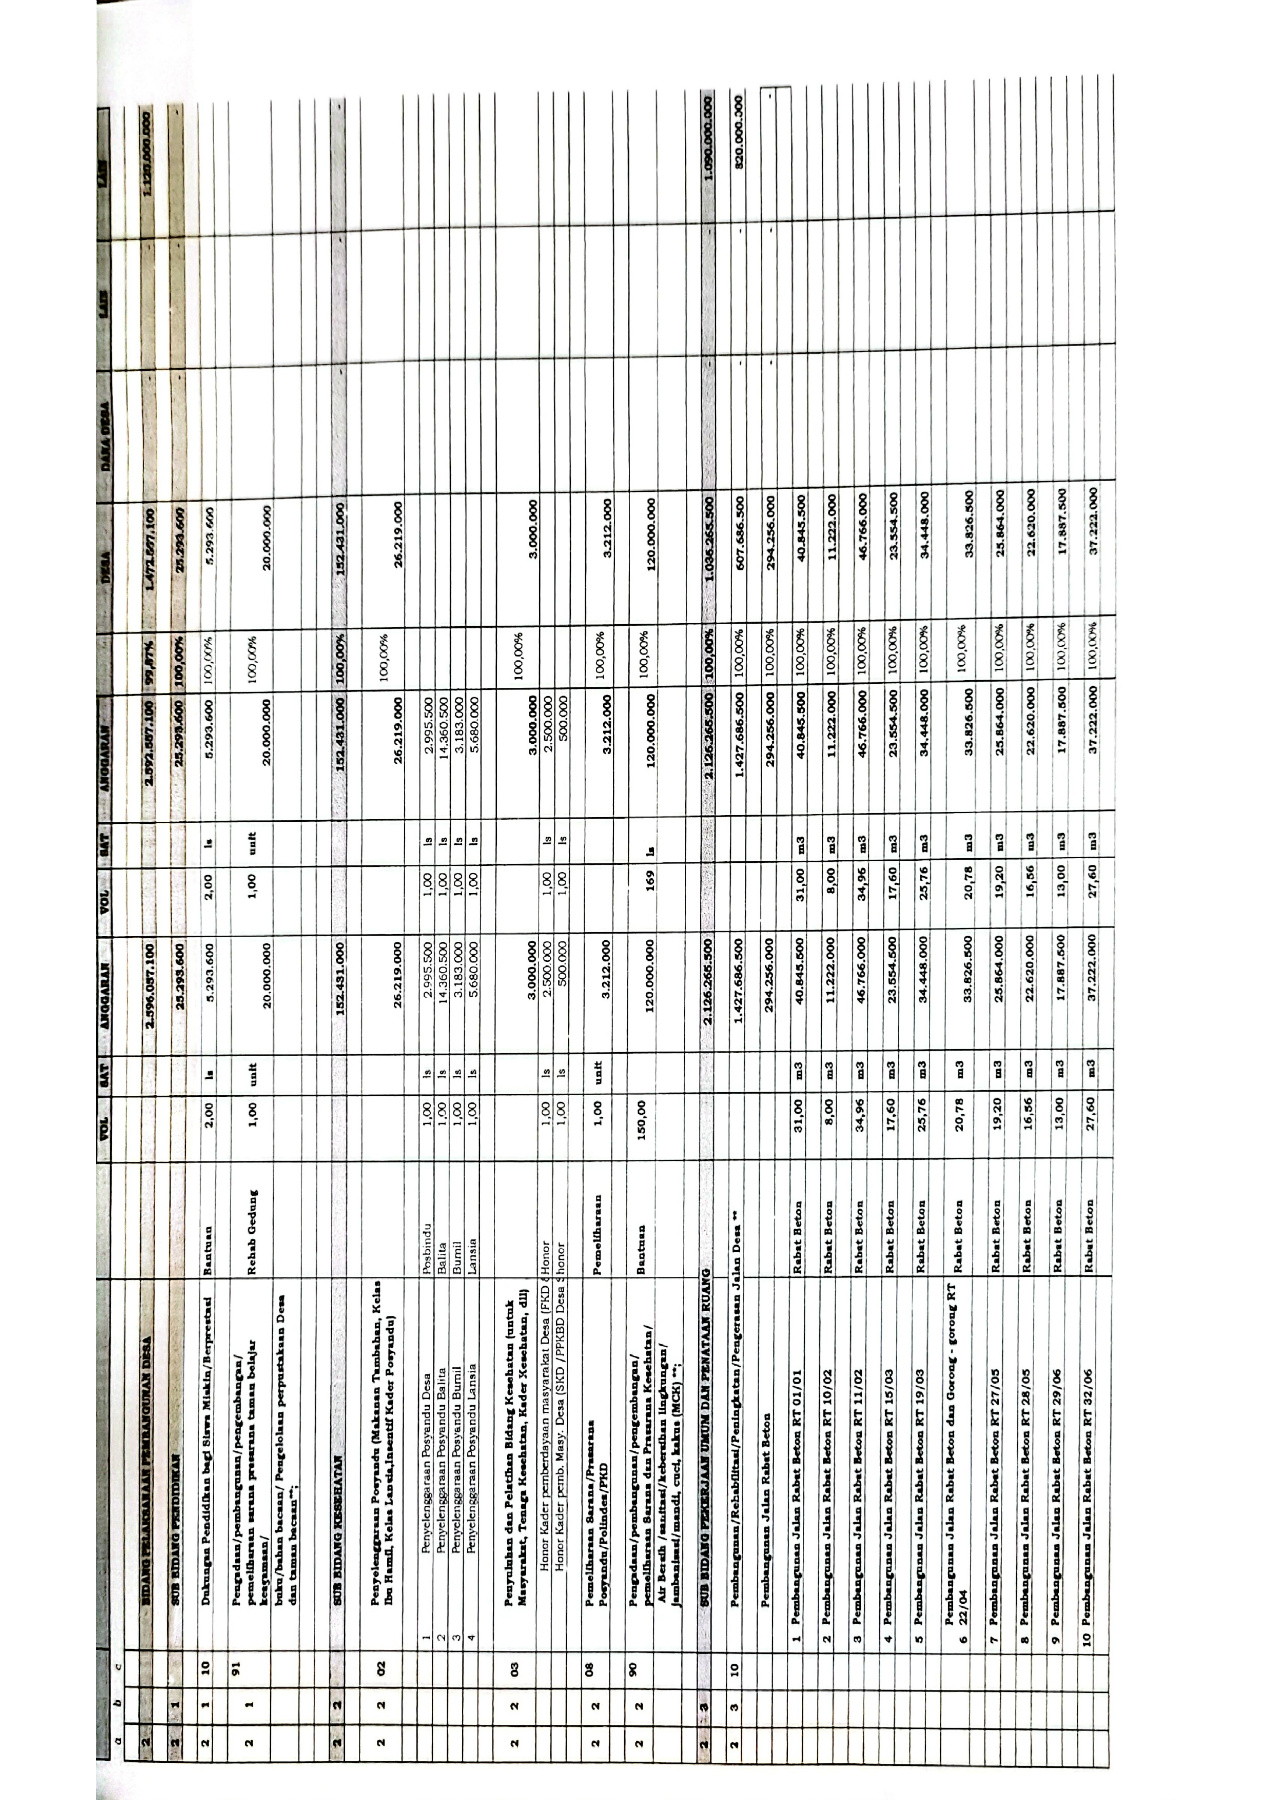 a b c VOL SAT ANGGARAN VOL SAT ANGGARAN DESA DANA DESA LAIN LAIN
2 BIDANG PELAKSANAAN PEMBANGUNAN DESA 2.596.057.100 2.592.557.100 99,87% 1.472.557.100 - - 1.120.000.000
2 1 SUB BIDANG PENDIDIKAN 25.293.600 25.293.600 100,00% 25.293.600 - - -
2 1 10 Dukungan Pendidikan bagi Siswa Miskin/Berprestasi Bantuan 2,00 ls 5.293.600 2,00 ls 5.293.600 100,00% 5.293.600
2 1 91 Pengadaan/pembangunan/pengembangan/
pemeliharaan sarana prasarana taman belajar
keagamaan/ Rehab Gedung 1,00 unit 20.000.000 1,00 unit 20.000.000 100,00% 20.000.000
buku/bahan bacaan/ Pengelolaan perpustakaan Desa
dan taman bacaan**;
2 2 SUB BIDANG KESEHATAN 152.431.000 152.431.000 100,00% 152.431.000 - - -
2 2 02 Penyelenggaraan Posyandu (Makanan Tambahan, Kelas
Ibu Hamil, Kelas Lansia,Insentif Kader Posyandu) 26.219.000 26.219.000 100,00% 26.219.000
1 Penyelenggaraan Posyandu Desa Posbindu 1,00 ls 2.995.500 1,00 ls 2.995.500
2 Penyelenggaraan Posyandu Balita Balita 1,00 ls 14.360.500 1,00 ls 14.360.500
3 Penyelenggaraan Posyandu Bumil Bumil 1,00 ls 3.183.000 1,00 ls 3.183.000
4 Penyelenggaraan Posyandu Lansia Lansia 1,00 ls 5.680.000 1,00 ls 5.680.000
2 2 03 Penyuluhan dan Pelatihan Bidang Kesehatan (untuk
Masyarakat, Tenaga Kesehatan, Kader Kesehatan, dll) 3.000.000 3.000.000 100,00% 3.000.000
Honor Kader pemberdayaan masyarakat Desa (FKD & Honor 1,00 ls 2.500.000 1,00 ls 2.500.000
Honor Kader pemb. Masy. Desa (SKD /PPKBD Desa S honor 1,00 ls 500.000 1,00 ls 500.000
2 2 08 Pemeliharaan Sarana/Prasarana
Posyandu/Polindes/PKD Pemeliharaan 1,00 unit 3.212.000 3.212.000 100,00% 3.212.000
2 2 90 Pengadaan/pembangunan/pengembangan/
pemeliharaan Sarana dan Prasarana Kesehatan/ Bantuan 150,00 120.000.000 169 ls 120.000.000 100,00% 120.000.000
Air Bersih /sanitasi/kebersihan lingkungan/
jambanisasi/mandi, cuci, kakus (MCK) **;
2 3 SUB BIDANG PEKERJAAN UMUM DAN PENATAAN RUANG 2.126.265.500 2.126.265.500 100,00% 1.036.265.500 - - 1.090.000.000
2 3 10 Pembangunan/Rehabilitasi/Peningkatan/Pengerasan Jalan Desa ** 1.427.686.500 1.427.686.500 100,00% 607.686.500 - - 820.000.000
Pembangunan Jalan Rabat Beton 294.256.000 294.256.000 100,00% 294.256.000 - - -
1 Pembangunan Jalan Rabat Beton RT 01/01 Rabat Beton 31,00 m3 40.845.500 31,00 m3 40.845.500 100,00% 40.845.500
2 Pembangunan Jalan Rabat Beton RT 10/02 Rabat Beton 8,00 m3 11.222.000 8,00 m3 11.222.000 100,00% 11.222.000
3 Pembangunan Jalan Rabat Beton RT 11/02 Rabat Beton 34,96 m3 46.766.000 34,96 m3 46.766.000 100,00% 46.766.000
4 Pembangunan Jalan Rabat Beton RT 15/03 Rabat Beton 17,60 m3 23.554.500 17,60 m3 23.554.500 100,00% 23.554.500
5 Pembangunan Jalan Rabat Beton RT 19/03 Rabat Beton 25,76 m3 34.448.000 25,76 m3 34.448.000 100,00% 34.448.000
Pembangunan Jalan Rabat Beton dan Gorong - gorong RT
6 22/04 Rabat Beton 20,78 m3 33.826.500 20,78 m3 33.826.500 100,00% 33.826.500
7 Pembangunan Jalan Rabat Beton RT 27/05 Rabat Beton 19,20 m3 25.864.000 19,20 m3 25.864.000 100,00% 25.864.000
8 Pembangunan Jalan Rabat Beton RT 28/05 Rabat Beton 16,56 m3 22.620.000 16,56 m3 22.620.000 100,00% 22.620.000
9 Pembangunan Jalan Rabat Beton RT 29/06 Rabat Beton 13,00 m3 17.887.500 13,00 m3 17.887.500 100,00% 17.887.500
10 Pembangunan Jalan Rabat Beton RT 32/06 Rabat Beton 27,60 m3 37.222.000 27,60 m3 37.222.000 100,00% 37.222.000